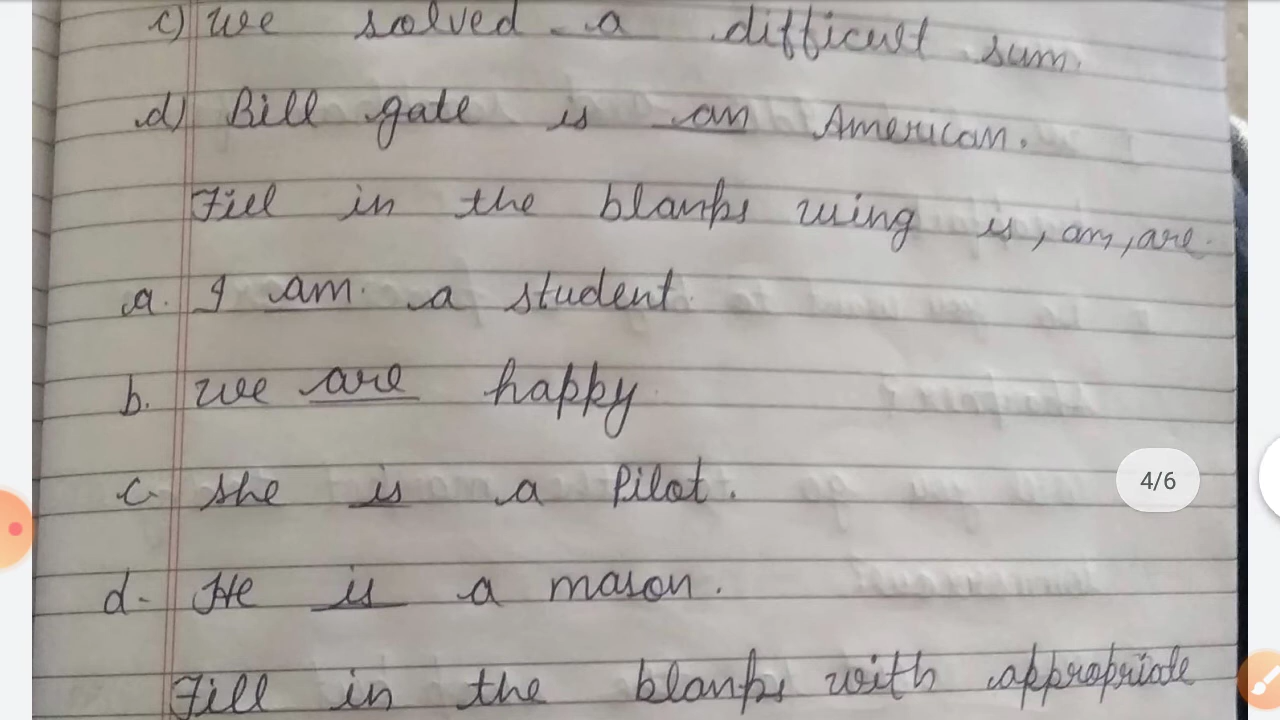 c) we solved a difficult sum.
d) Bill gate is an American.
Fill in the blanks using is, am, are.
a. I am a student.
b. we are happy.
c. she is a Pilot.
4/6
d. He is a mason.
Fill in the blanks with appropriate